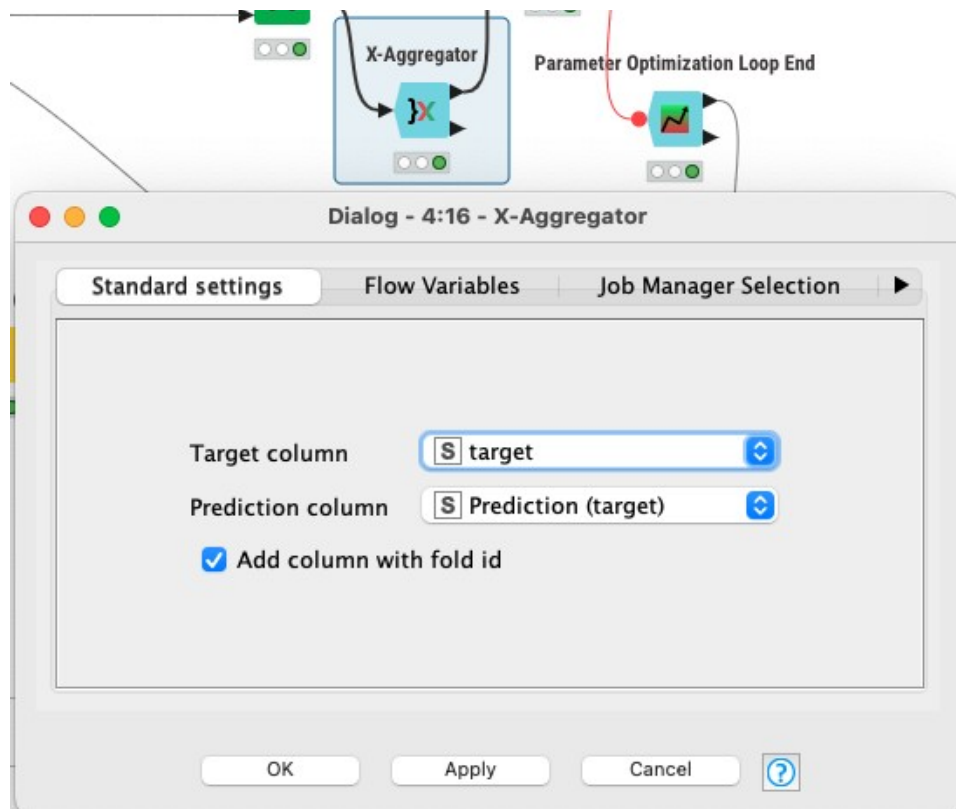 X-Aggregator
Parameter Optimization Loop End
}X
Dialog - 4:16 - X-Aggregator
Standard settings
Flow Variables
Job Manager Selection
Target column
S target
Prediction column
S Prediction (target)
Add column with fold id
OK
Apply
Cancel
?